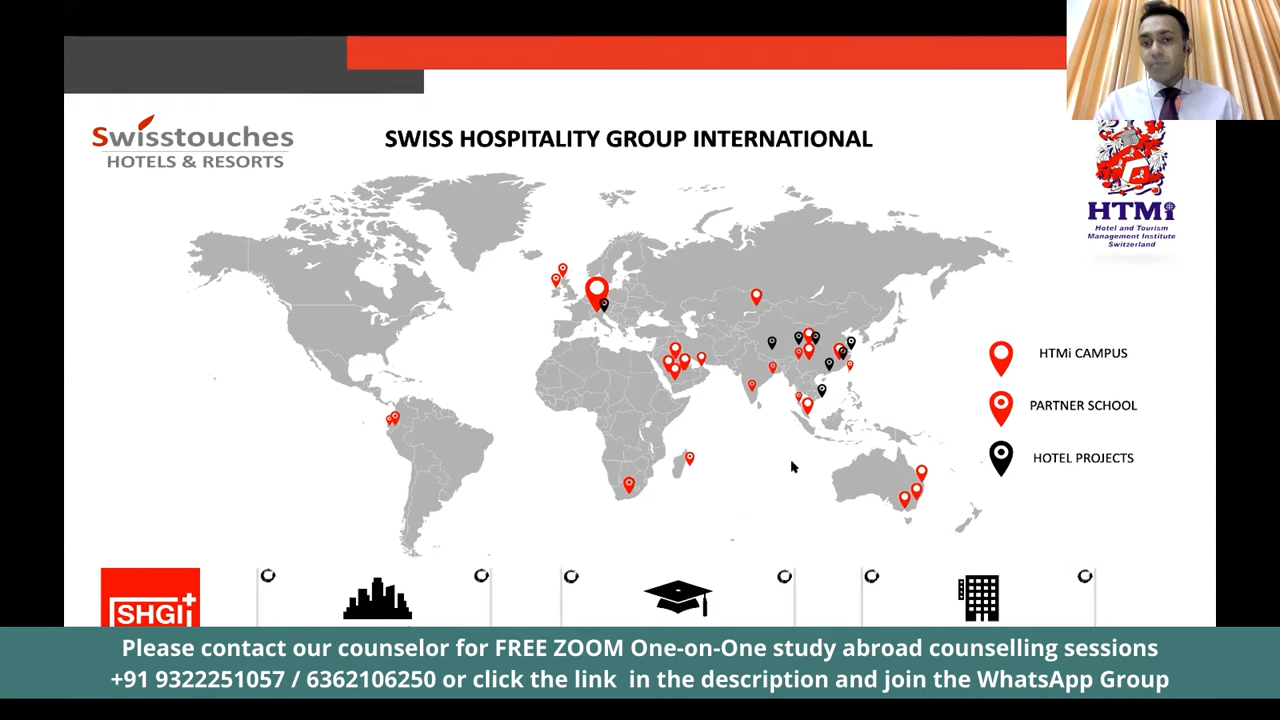 Swisstouches
HOTELS & RESORTS
SWISS HOSPITALITY GROUP INTERNATIONAL
HTMi
Hotel and Tourism
Management Institute
Switzerland
HTMi CAMPUS
PARTNER SCHOOL
HOTEL PROJECTS
SHGI
Please contact our counselor for FREE ZOOM One-on-One study abroad counselling sessions
+91 9322251057 / 6362106250 or click the link in the description and join the WhatsApp Group